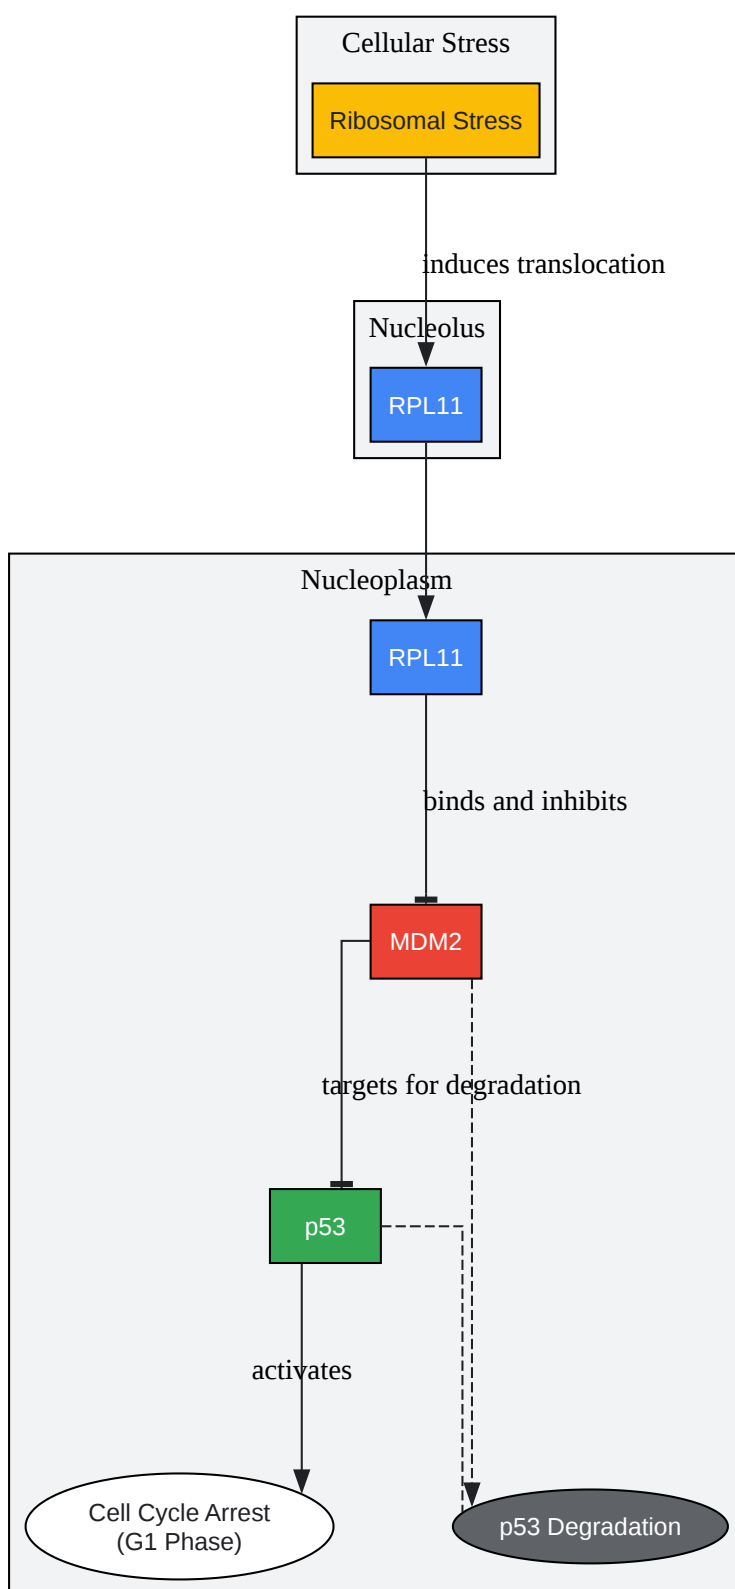 Cellular Stress
Ribosomal Stress
induces translocation
Nucleolus
RPL11
Nucleoplasm
RPL11
binds and inhibits
MDM2
targets for degradation
p53
activates
Cell Cycle Arrest
(G1 Phase)
p53 Degradation